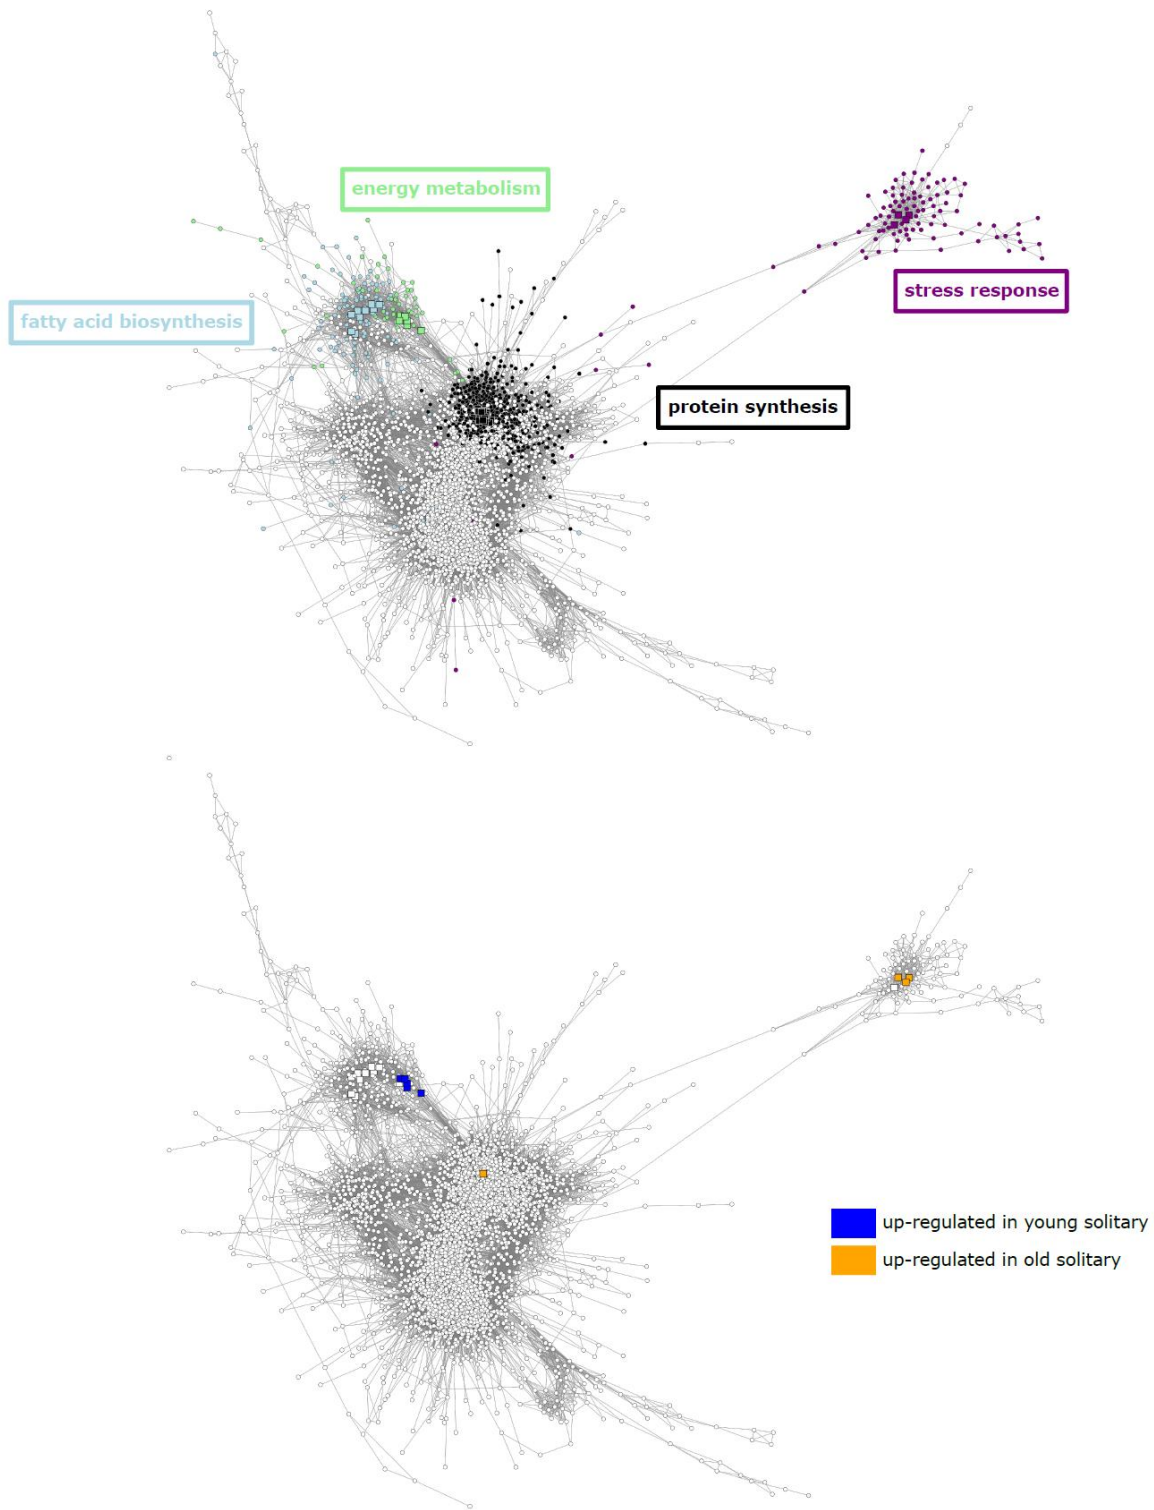 energy metabolism
stress response
fatty acid biosynthesis
protein synthesis
up-regulated in young solitary
up-regulated in old solitary